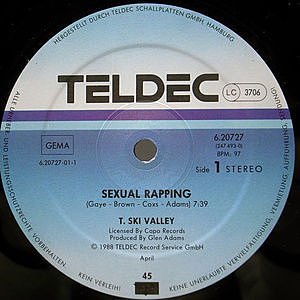 HERGESTELLT DURCH TELDEC SCHALLPLATTEN GMBH, HAMBURG
TELDEC
LC 3706
GEMA
6.20727-01-1
6.20727
(247 493-0)
BPM: 97
Side 1 STEREO
SEXUAL RAPPING
(Gaye - Brown - Coxs - Adams) 7:39
T. SKI VALLEY
Licensed By Capo Records
Produced By Glen Adams
℗ 1988 TELDEC Record Service GmbH
April
45
KEIN VERLEIH!
KEINE UNERLAUBTE VERVIELFÄLTIGUNG, VERMIETUNG,